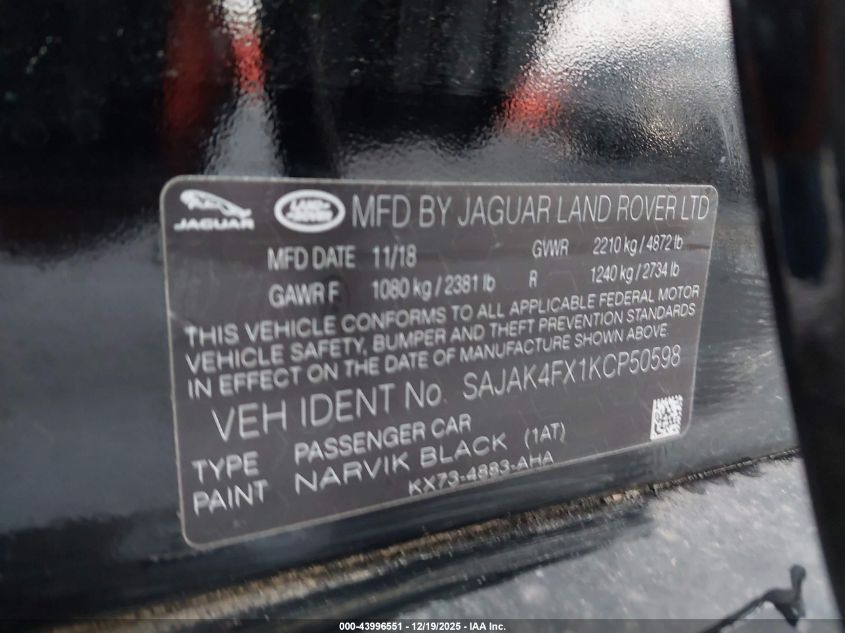 JAGUAR LAND ROVER MFD BY JAGUAR LAND ROVER LTD
MFD DATE 11/18 GVWR 2210 kg / 4872 lb
GAWR F 1080 kg / 2381 lb R 1240 kg / 2734 lb
THIS VEHICLE CONFORMS TO ALL APPLICABLE FEDERAL MOTOR
VEHICLE SAFETY, BUMPER AND THEFT PREVENTION STANDARDS
IN EFFECT ON THE DATE OF MANUFACTURE SHOWN ABOVE.
VEH IDENT No. SAJAK4FX1KCP50598
TYPE PASSENGER CAR
PAINT NARVIK BLACK (1AT)
KX73-4883-AHA
000-43996551 - 12/19/2025 - IAA Inc.